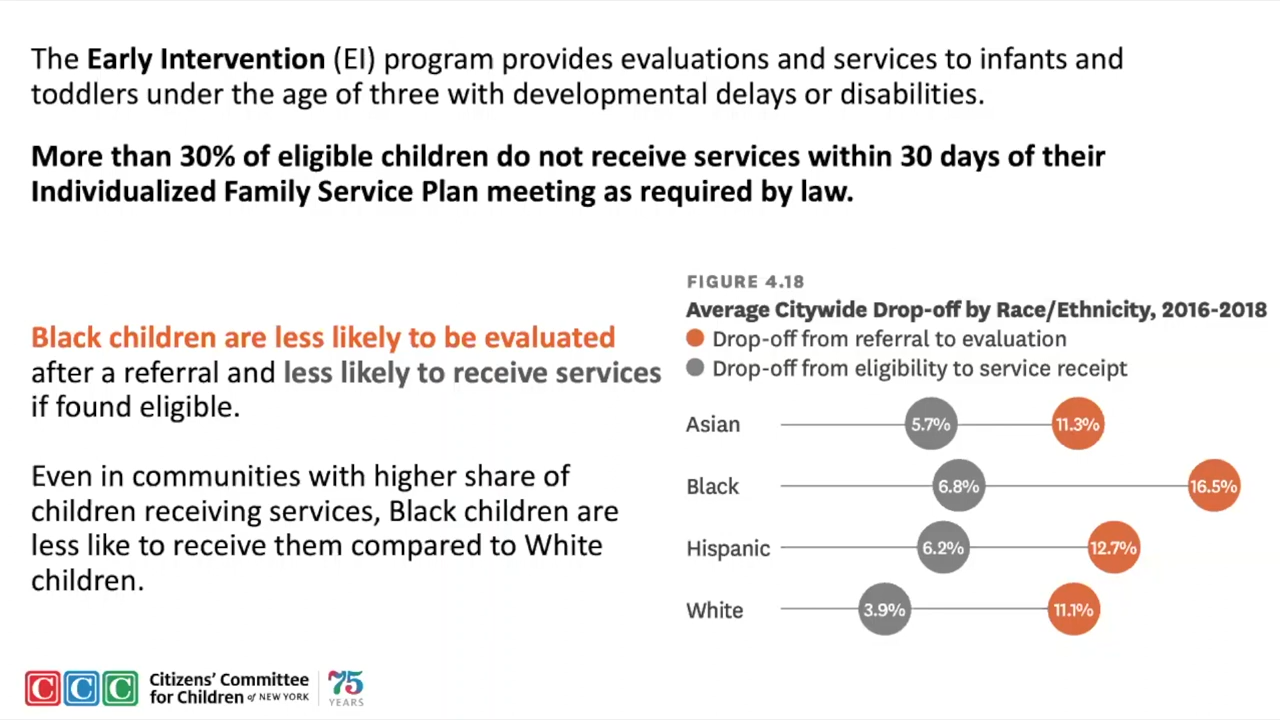 The Early Intervention (EI) program provides evaluations and services to infants and
toddlers under the age of three with developmental delays or disabilities.
More than 30% of eligible children do not receive services within 30 days of their
Individualized Family Service Plan meeting as required by law.
Black children are less likely to be evaluated
after a referral and less likely to receive services
if found eligible.
Even in communities with higher share of
children receiving services, Black children are
less like to receive them compared to White
children.
FIGURE 4.18
Average Citywide Drop-off by Race/Ethnicity, 2016-2018
Drop-off from referral to evaluation
Drop-off from eligibility to service receipt
Asian 5.7% 11.3%
Black 6.8% 16.5%
Hispanic 6.2% 12.7%
White 3.9% 11.1%
CCC Citizens' Committee
for Children of NEW YORK
75
YEARS